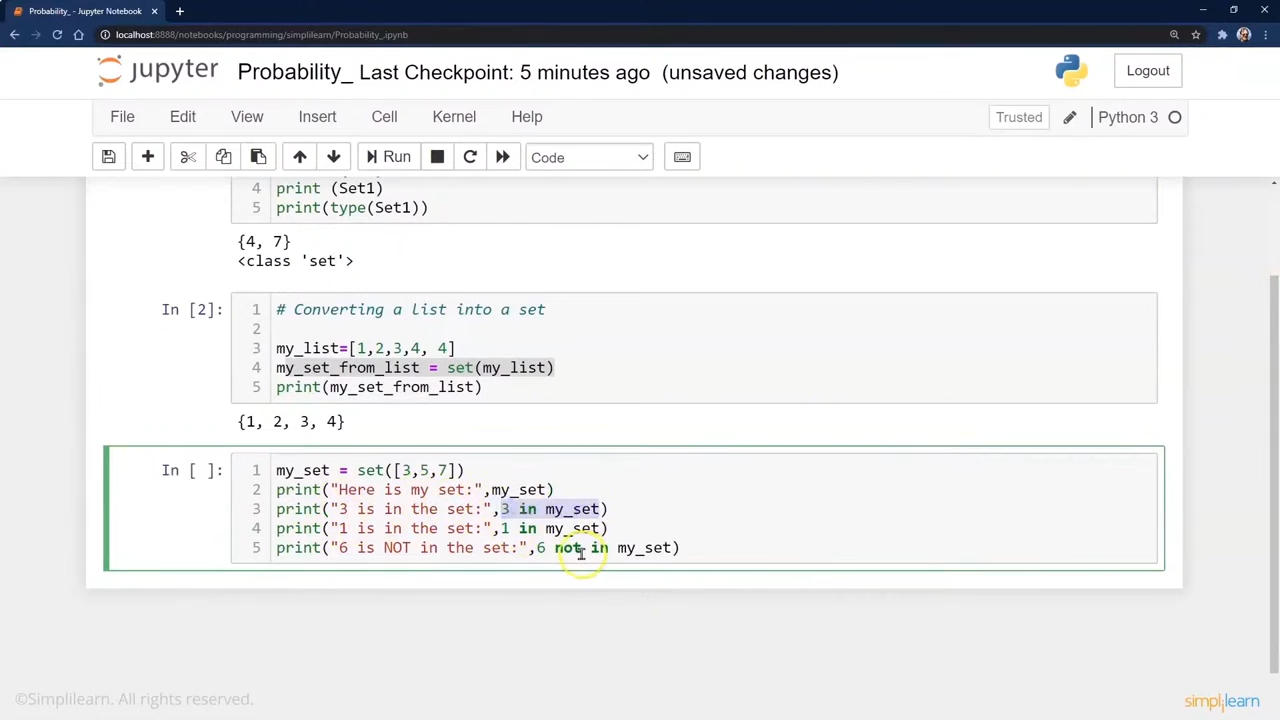 Probability_ - Jupyter Notebook
localhost:8888/notebooks/programming/simplilearn/Probability_.ipynb
jupyter Probability_ Last Checkpoint: 5 minutes ago (unsaved changes) Logout
File Edit View Insert Cell Kernel Help Trusted Python 3
Run Code
4 print (Set1)
5 print(type(Set1))
{4, 7}
<class 'set'>
In [2]: 1 # Converting a list into a set
2
3 my_list=[1,2,3,4, 4]
4 my_set_from_list = set(my_list)
5 print(my_set_from_list)
{1, 2, 3, 4}
In [ ]: 1 my_set = set([3,5,7])
2 print("Here is my set:",my_set)
3 print("3 is in the set:",3 in my_set)
4 print("1 is in the set:",1 in my_set)
5 print("6 is NOT in the set:",6 not in my_set)
©Simplilearn. All rights reserved.
simplilearn